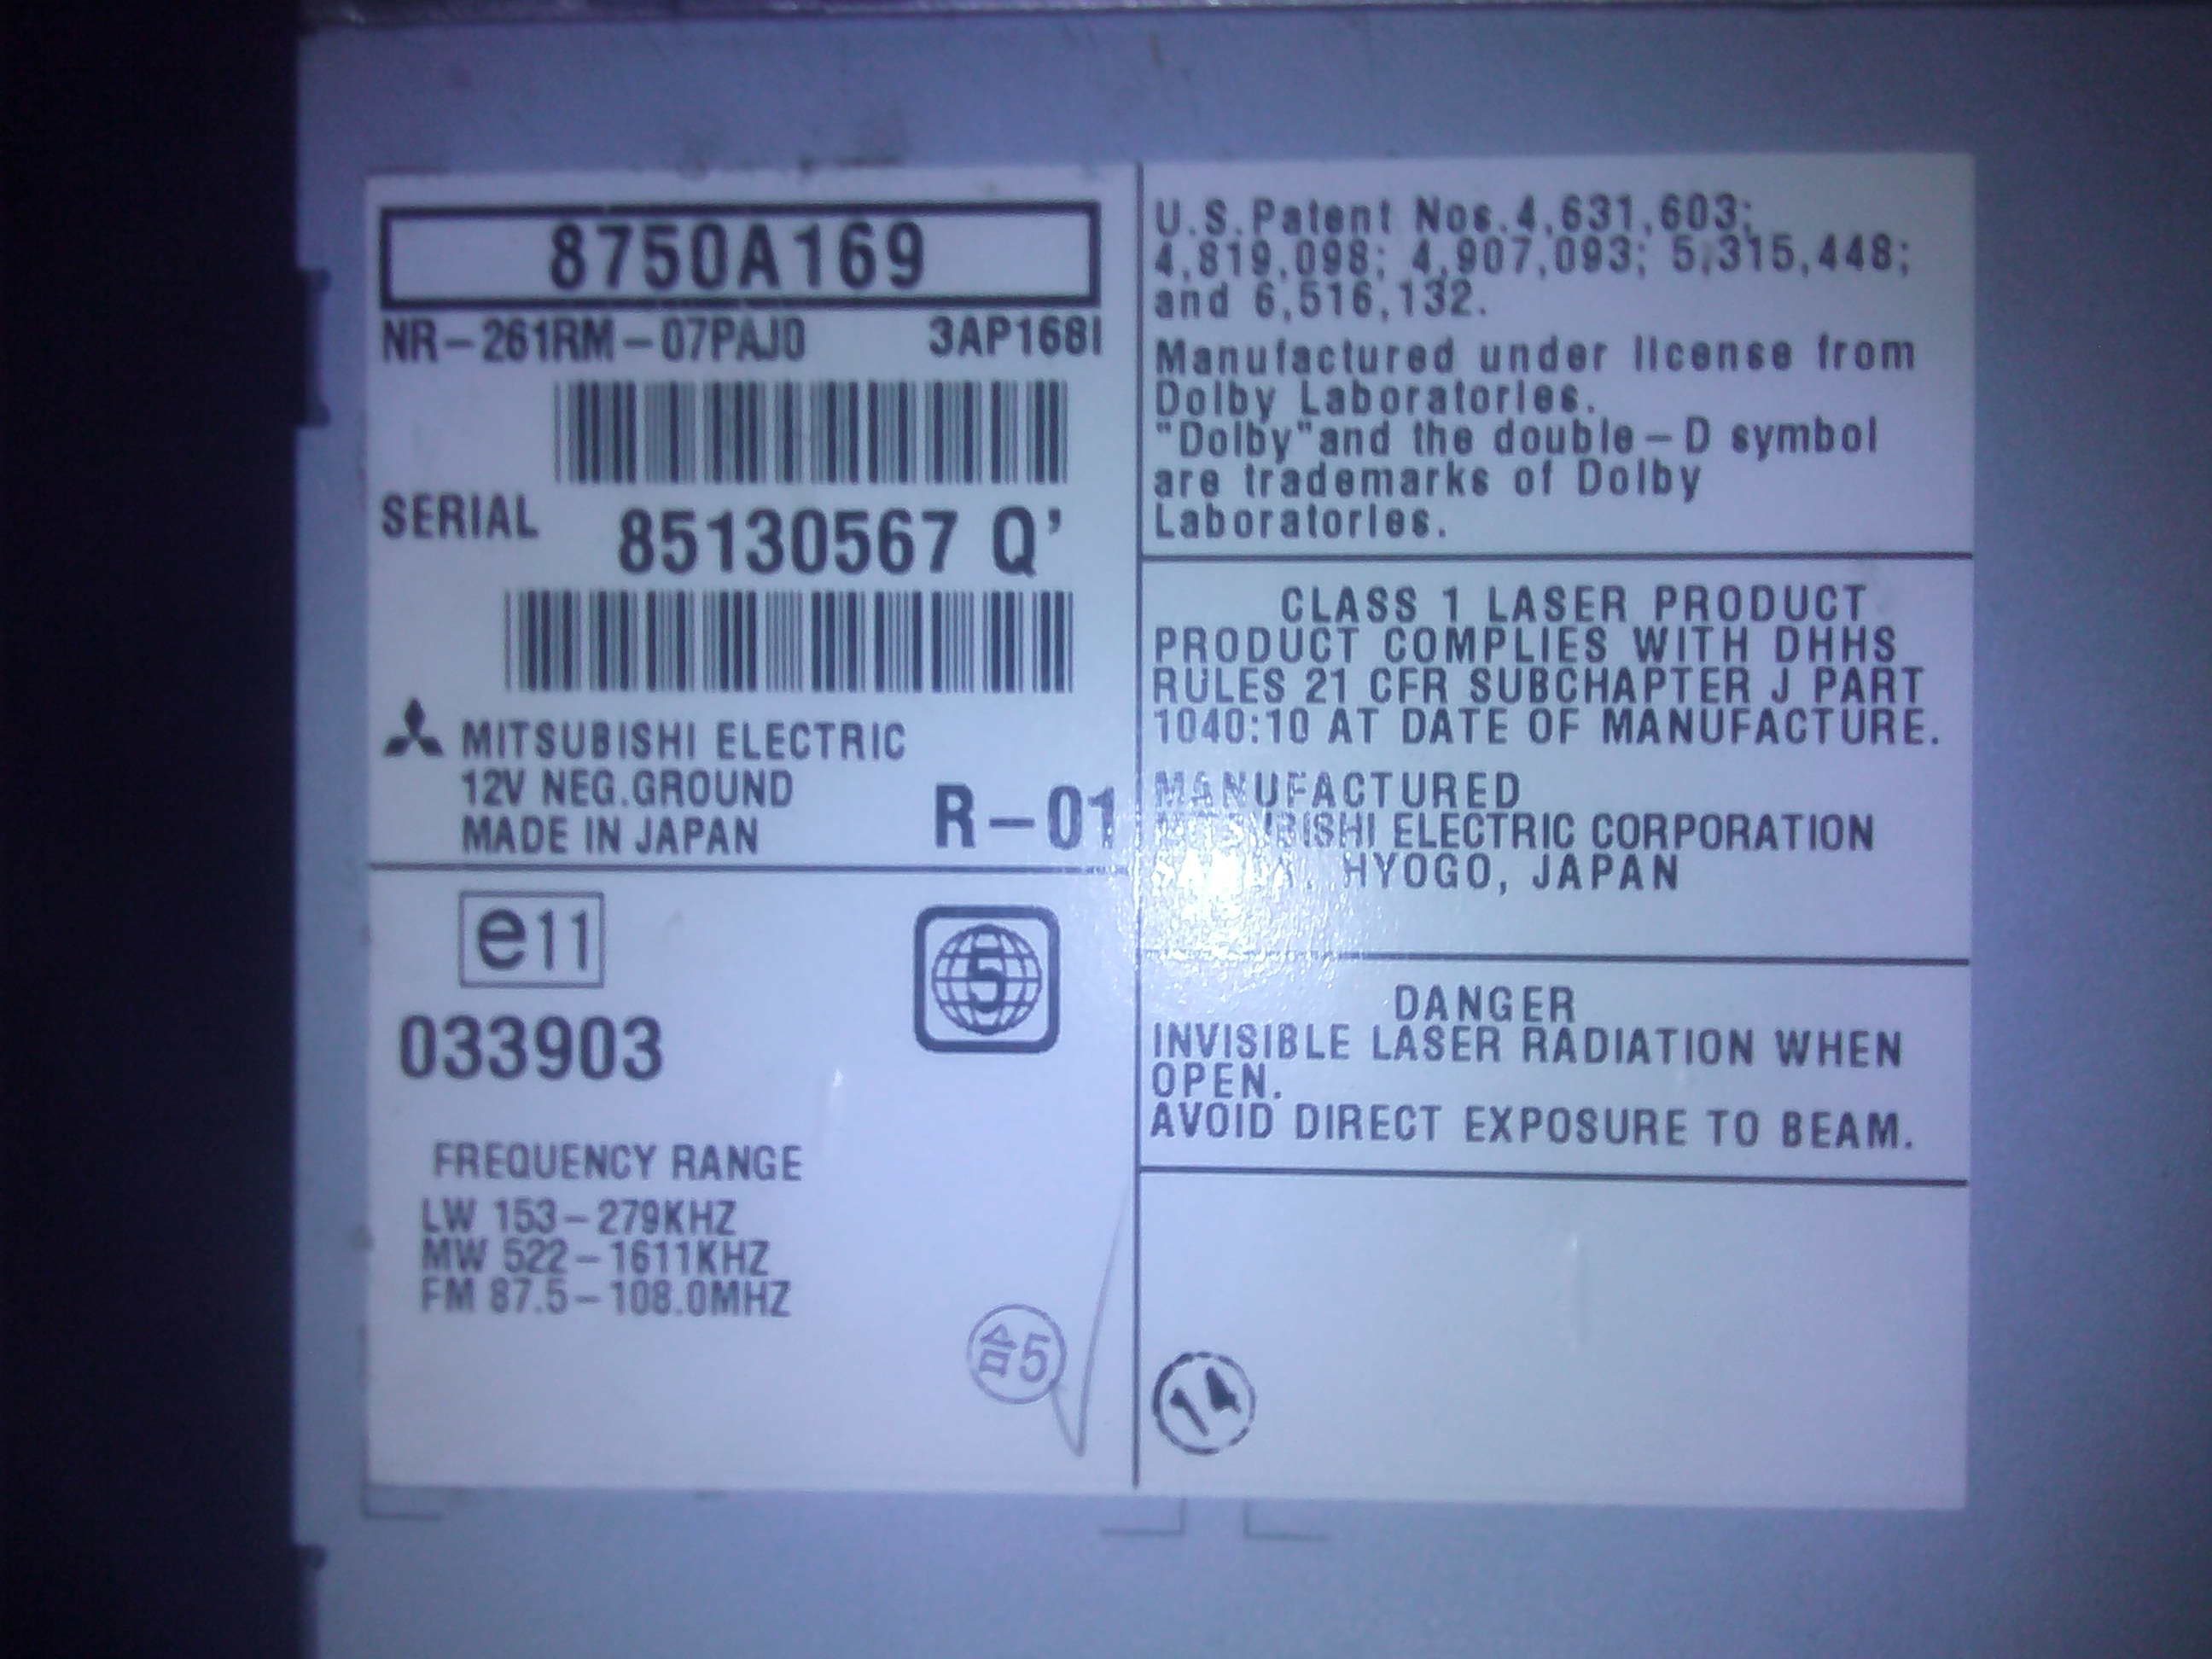 8750A169
NR-261RM-07PAJ0 3AP168I
SERIAL 85130567 Q'
MITSUBISHI ELECTRIC
12V NEG.GROUND
MADE IN JAPAN
R-01
e11
033903
5
FREQUENCY RANGE
LW 153-279KHZ
MW 522-1611KHZ
FM 87.5-108.0MHZ
合5
U.S.Patent Nos.4,631,603;
4,819,098; 4,907,093; 5,315,448;
and 6,516,132.
Manufactured under license from
Dolby Laboratories.
"Dolby"and the double-D symbol
are trademarks of Dolby
Laboratories.
CLASS 1 LASER PRODUCT
PRODUCT COMPLIES WITH DHHS
RULES 21 CFR SUBCHAPTER J PART
1040:10 AT DATE OF MANUFACTURE.
MANUFACTURED
MITSUBISHI ELECTRIC CORPORATION
HYOGO, JAPAN
DANGER
INVISIBLE LASER RADIATION WHEN
OPEN.
AVOID DIRECT EXPOSURE TO BEAM.
14